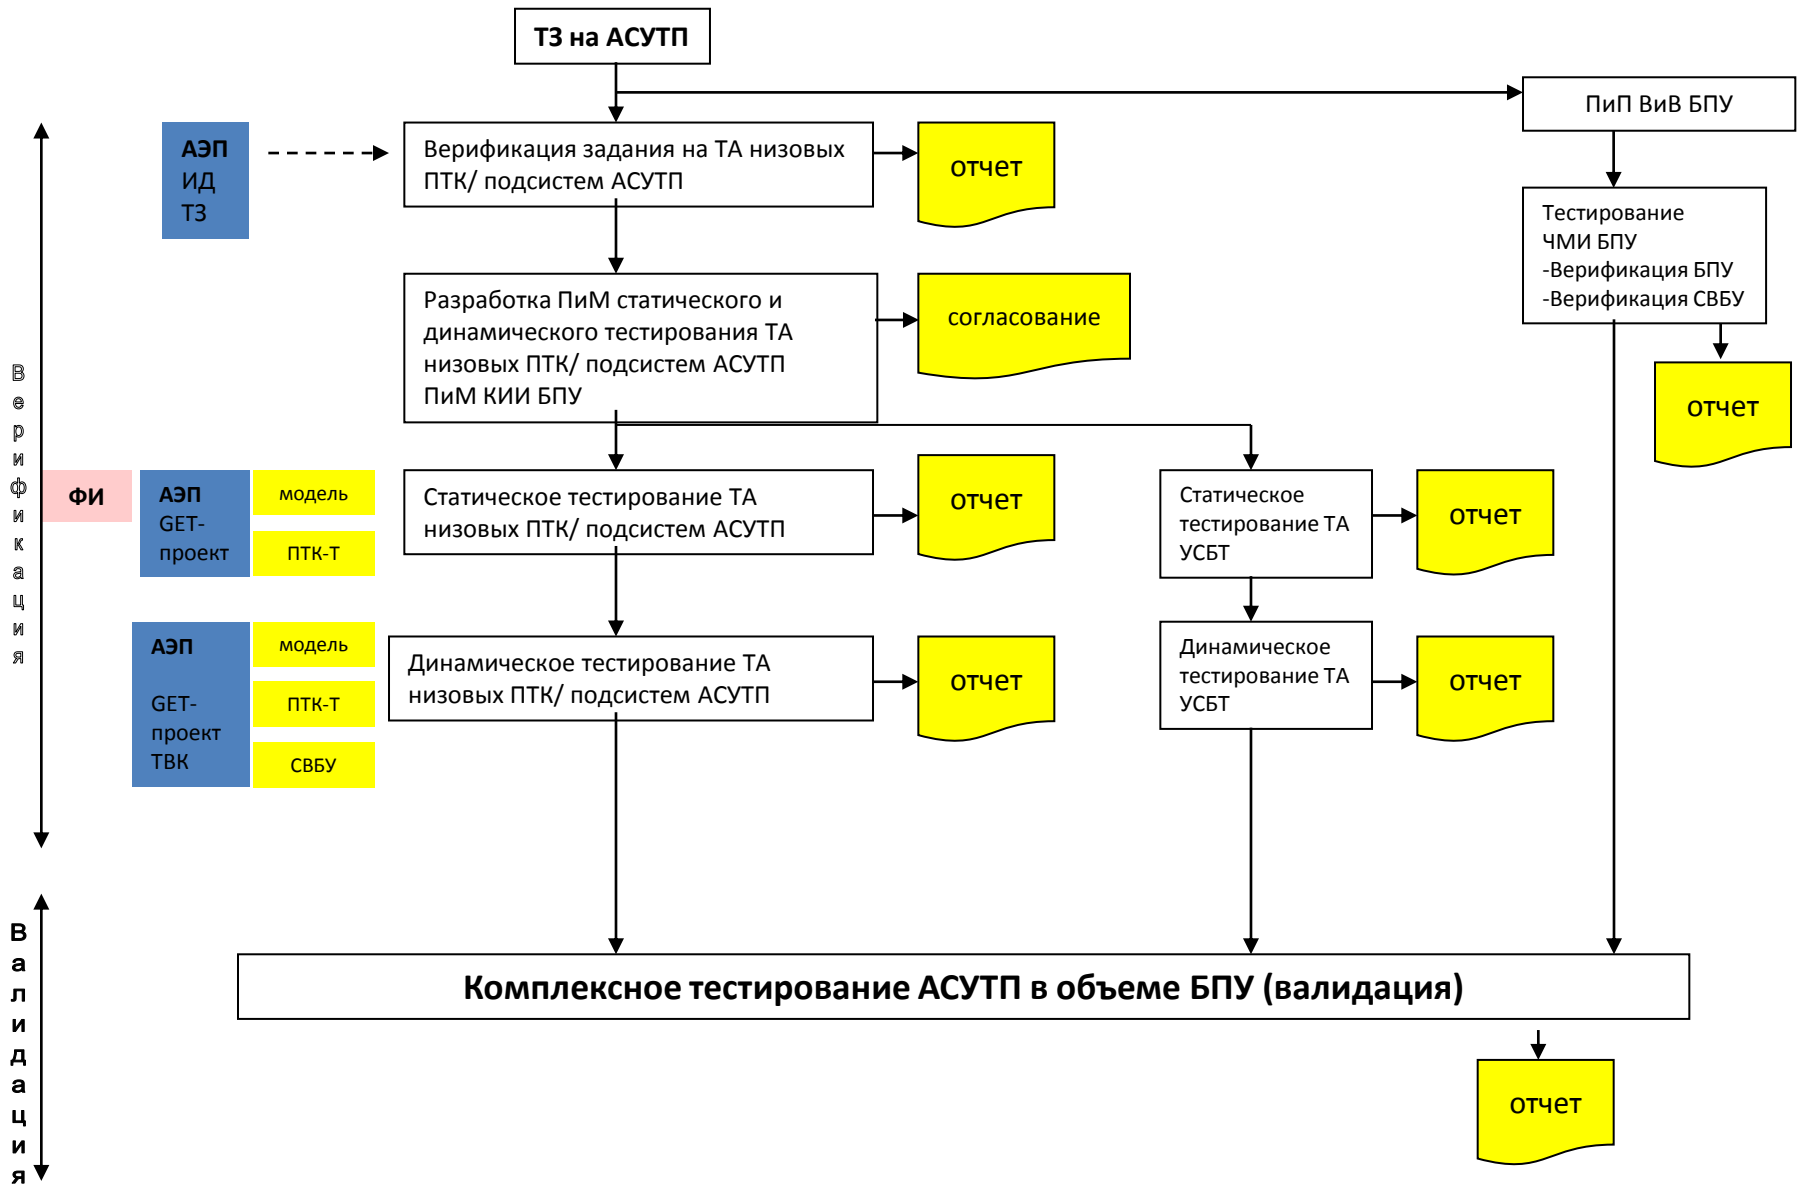 ТЗ на АСУТП
ПиП ВиВ БПУ
АЭП
ИД
ТЗ
Верификация задания на ТА низовых
ПТК/ подсистем АСУТП
отчет
Тестирование
ЧМИ БПУ
-Верификация БПУ
-Верификация СВБУ
отчет
Разработка ПиМ статического и
динамического тестирования ТА
низовых ПТК/ подсистем АСУТП
ПиМ КИИ БПУ
согласование
Верификация
ФИ
АЭП
GET-
проект
модель
ПТК-Т
Статическое тестирование ТА
низовых ПТК/ подсистем АСУТП
отчет
Статическое
тестирование ТА
УСБТ
отчет
АЭП
GET-
проект
ТВК
модель
ПТК-Т
СВБУ
Динамическое тестирование ТА
низовых ПТК/ подсистем АСУТП
отчет
Динамическое
тестирование ТА
УСБТ
отчет
Валидация
Комплексное тестирование АСУТП в объеме БПУ (валидация)
отчет